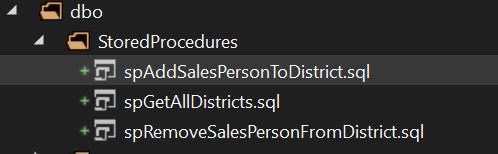 dbo
StoredProcedures
spAddSalesPersonToDistrict.sql
spGetAllDistricts.sql
spRemoveSalesPersonFromDistrict.sql